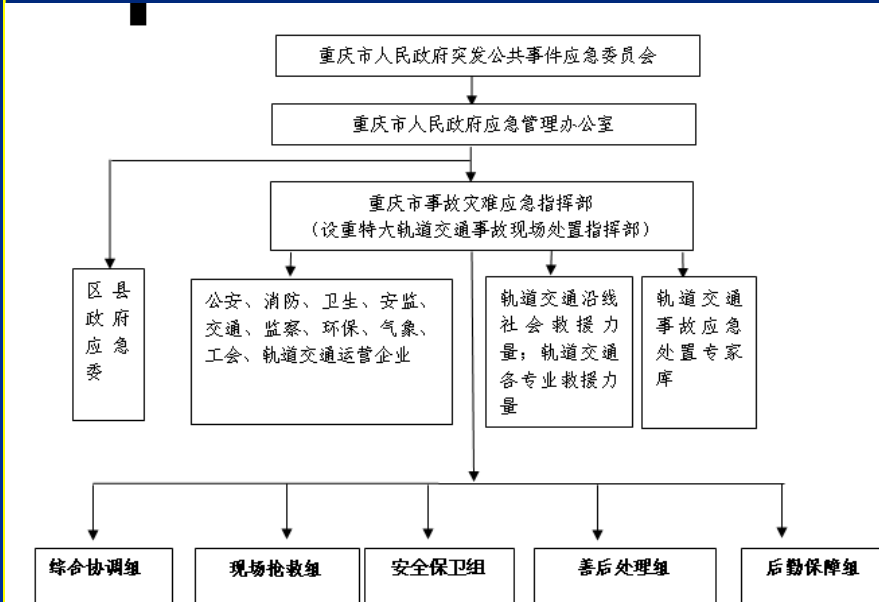 重庆市人民政府突发公共事件应急委员会
重庆市人民政府应急管理办公室
重庆市事故灾难应急指挥部
（设重特大轨道交通事故现场处置指挥部）
区县
政府
应急
委
公安、消防、卫生、安监、
交通、监察、环保、气象、
工会、轨道交通运营企业
轨道交通沿线
社会救援力
量；轨道交通
各专业救援力
量
轨道交通
事故应急
处置专家
库
综合协调组
现场抢救组
安全保卫组
善后处理组
后勤保障组